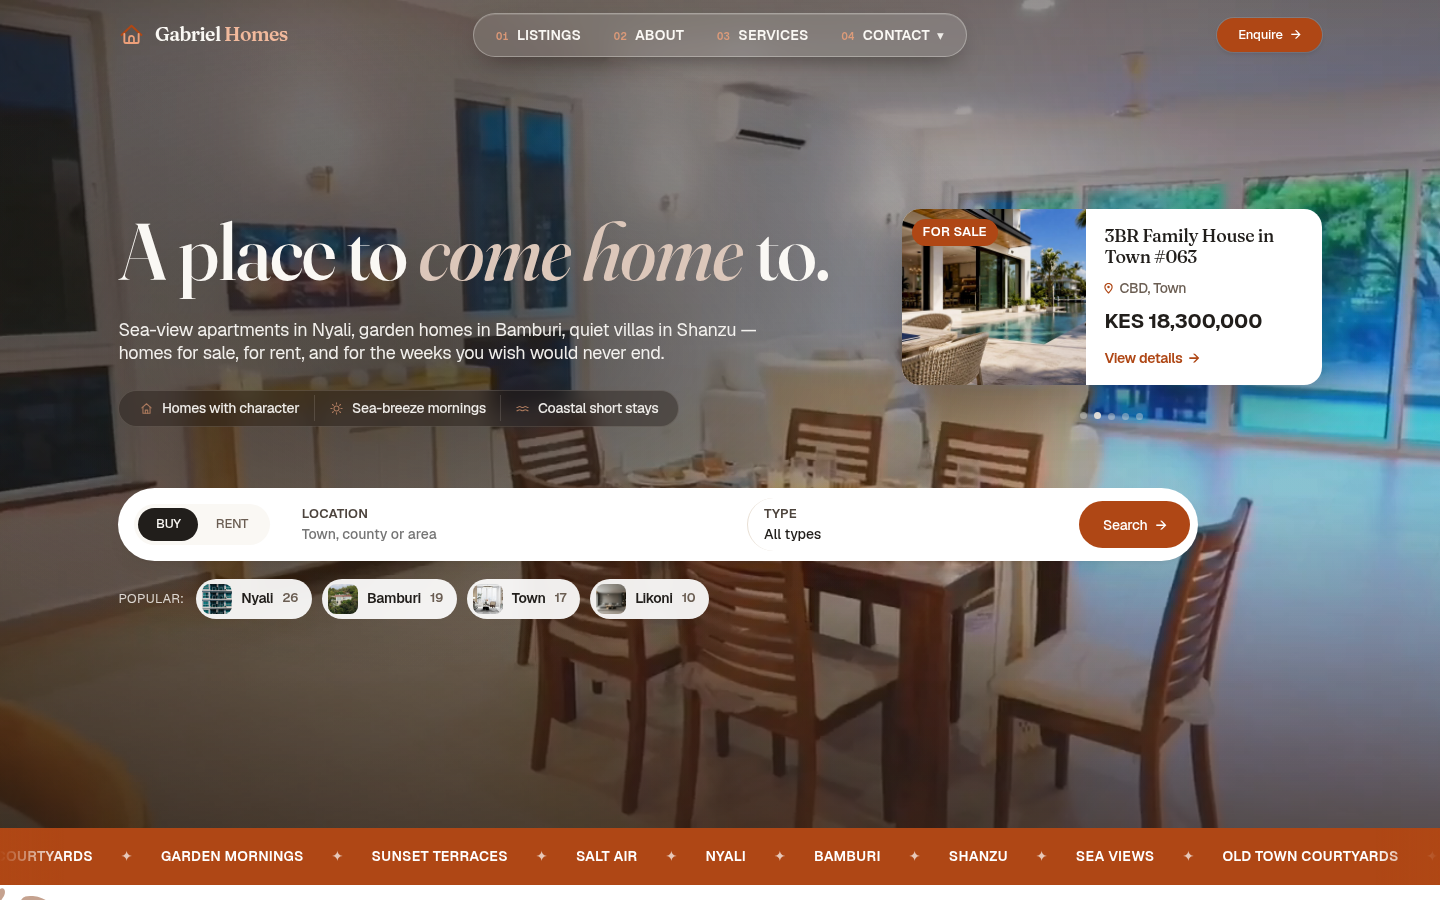 Gabriel Homes
01 LISTINGS
02 ABOUT
03 SERVICES
04 CONTACT ▾
Enquire →
A place to come home to.
Sea-view apartments in Nyali, garden homes in Bamburi, quiet villas in Shanzu —
homes for sale, for rent, and for the weeks you wish would never end.
Homes with character
Sea-breeze mornings
Coastal short stays
FOR SALE
3BR Family House in
Town #063
CBD, Town
KES 18,300,000
View details →
BUY
RENT
LOCATION
Town, county or area
TYPE
All types
Search →
POPULAR:
Nyali 26
Bamburi 19
Town 17
Likoni 10
OURTYARDS ✦ GARDEN MORNINGS ✦ SUNSET TERRACES ✦ SALT AIR ✦ NYALI ✦ BAMBURI ✦ SHANZU ✦ SEA VIEWS ✦ OLD TOWN COURTYARDS